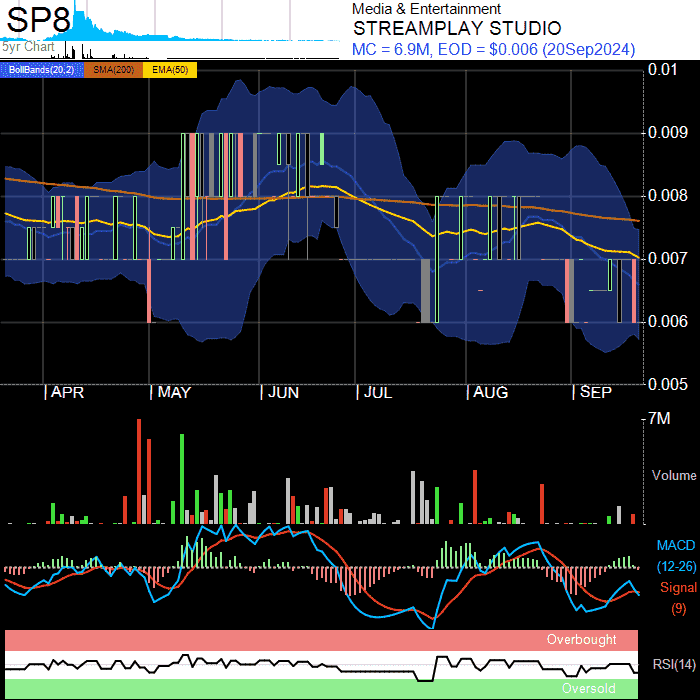 SP8
5yr Chart
Media & Entertainment
STREAMPLAY STUDIO
MC = 6.9M, EOD = $0.006 (20Sep2024)
BollBands(20,2) SMA(200) EMA(50)
0.01
0.009
0.008
0.007
0.006
0.005
APR MAY JUN JUL AUG SEP
7M
Volume
MACD
(12-26)
Signal
(9)
Overbought
RSI(14)
Oversold